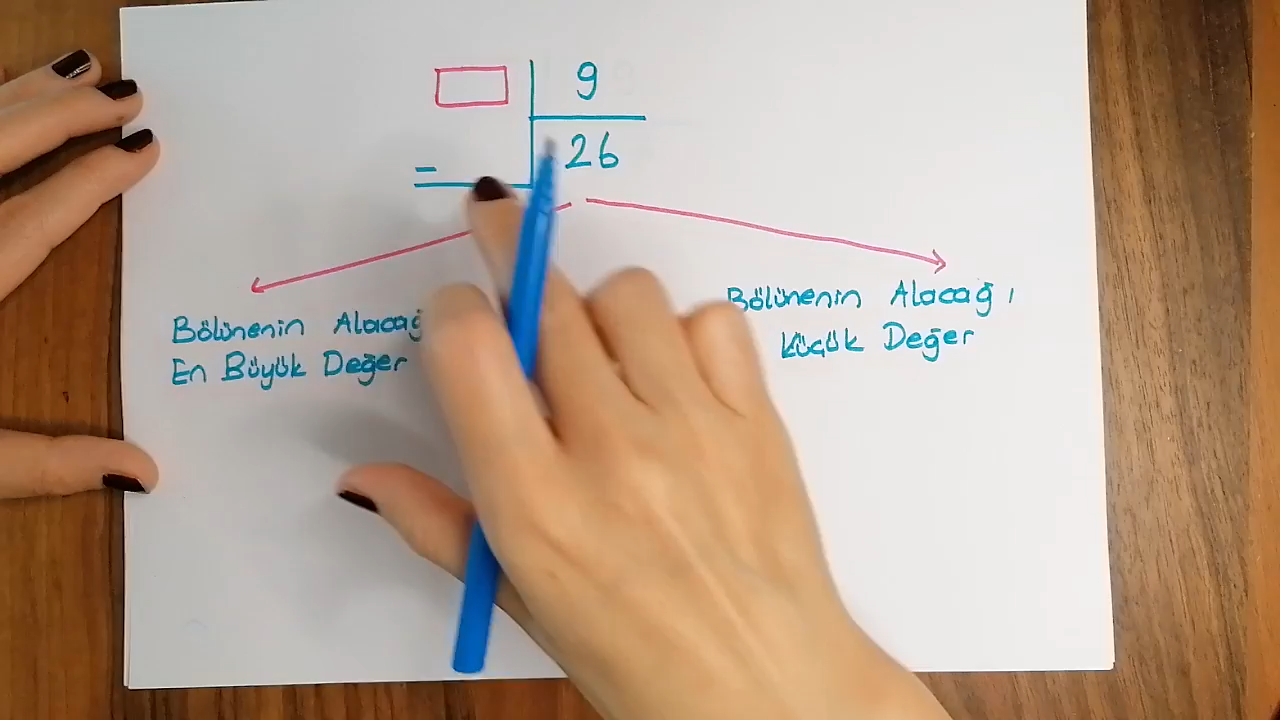 9
26
Bölünenin Alacağ
En Büyük Değer
Bölünenin Alacağı
Küçük Değer